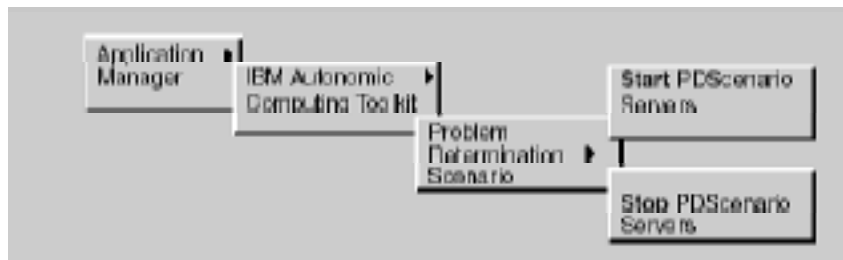 Application
Manager
IBM Autonomic
Computing Toolkit
Problem
Determination
Scenario
Start PDScenario
Servers
Stop PDScenario
Servers